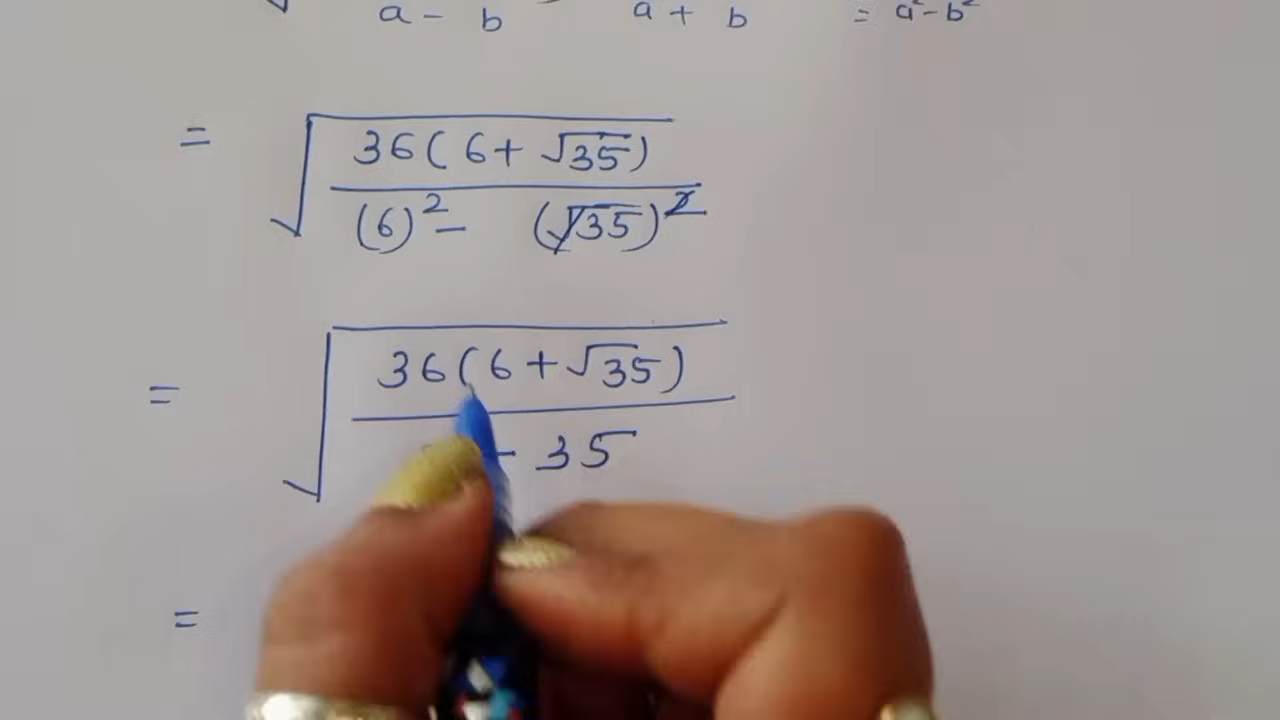 √ a - b a + b = a² - b²
= √ 36(6 + √35)
(6)² - (√35)²
= √ 36(6 + √35)
- 35
=